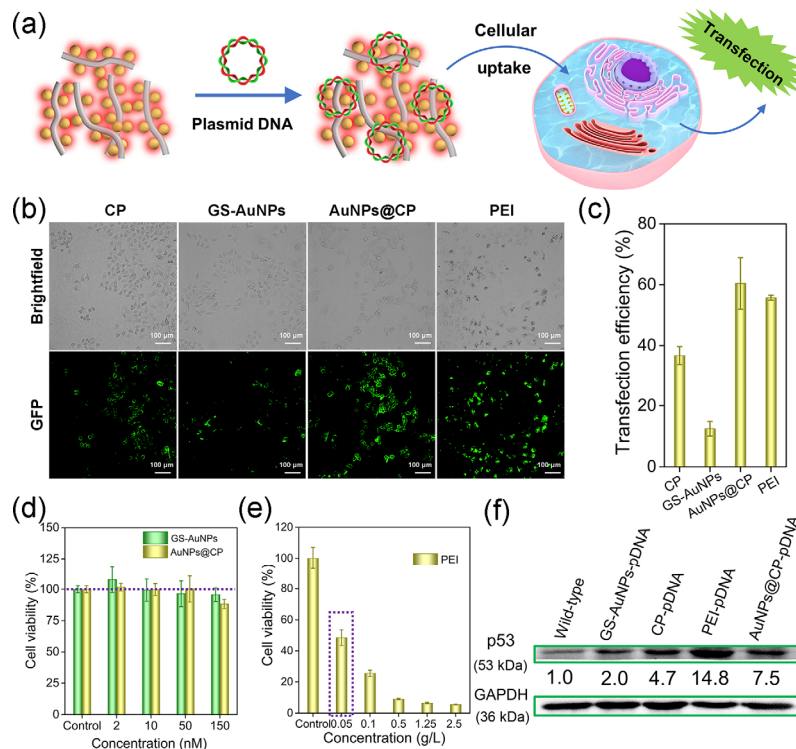 (a)
Plasmid DNA
Cellular
uptake
Transfection
(b)
CP
GS-AuNPs
AuNPs@CP
PEI
Brightfield
100 μm
100 μm
100 μm
100 μm
GFP
100 μm
100 μm
100 μm
100 μm
(c)
Transfection efficiency (%)
80
60
40
20
0
CP
GS-AuNPs
AuNPs@CP
PEI
(d)
Cell viability (%)
150
125
100
75
50
25
0
GS-AuNPs
AuNPs@CP
Control
2
10
50
150
Concentration (nM)
(e)
Cell viability (%)
120
100
80
60
40
20
0
PEI
Control
0.05
0.1
0.5
1.25
2.5
Concentration (g/L)
(f)
Wild-type
GS-AuNPs-pDNA
CP-pDNA
PEI-pDNA
AuNPs@CP-pDNA
p53
(53 kDa)
1.0 2.0 4.7 14.8 7.5
GAPDH
(36 kDa)